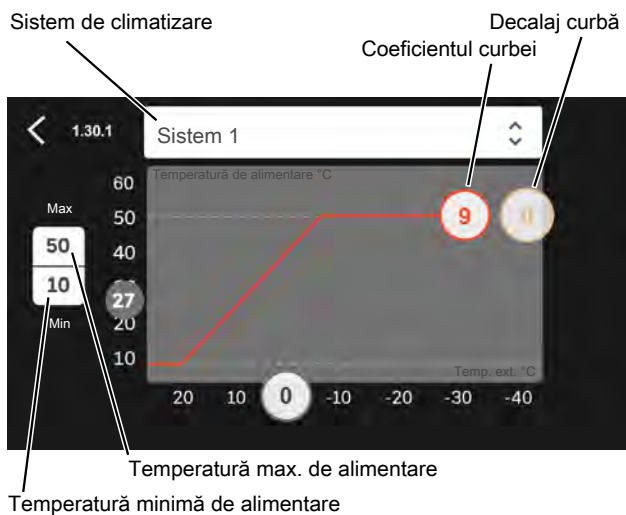 Sistem de climatizare
Decalaj curbă
Coeficientul curbei
1.30.1
Sistem 1
Temperatură de alimentare °C
60
Max
50
9
0
50
40
10
27
Min
20
10
Temp. ext. °C
20 10 0 -10 -20 -30 -40
Temperatură max. de alimentare
Temperatură minimă de alimentare